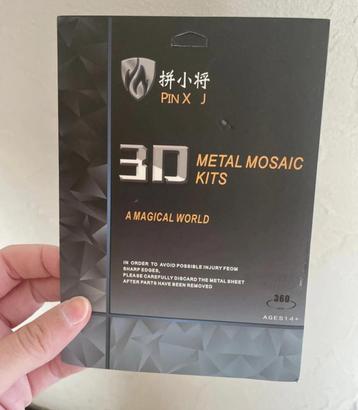 拼小将
PIN X J
3D METAL MOSAIC
KITS
A MAGICAL WORLD
IN ORDER TO AVOID POSSIBLE INJURY FEOM
SHARP EDGES,
PLEASE CAREFULLY DISCARD THE METAL SHEET
AFTER PARTS HAVE BEEN REMOVED
360
AGES14+